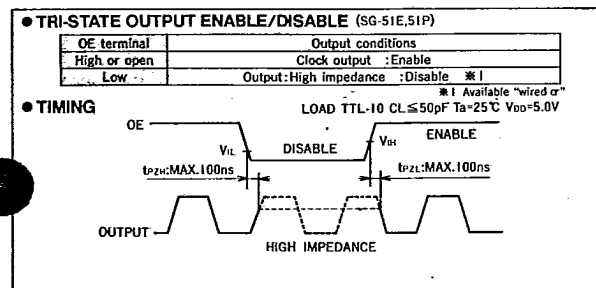 ● TRI-STATE OUTPUT ENABLE/DISABLE (SG-51E,51P)
OE terminal Output conditions
High or open Clock output :Enable
Low Output:High impedance :Disable ※1
※1 Available "wired or"
● TIMING LOAD TTL-10 CL≦50pF Ta=25℃ VDD=5.0V
OE ENABLE
VIL DISABLE VIH
tPZH:MAX.100ns tPZL:MAX.100ns
OUTPUT
HIGH IMPEDANCE